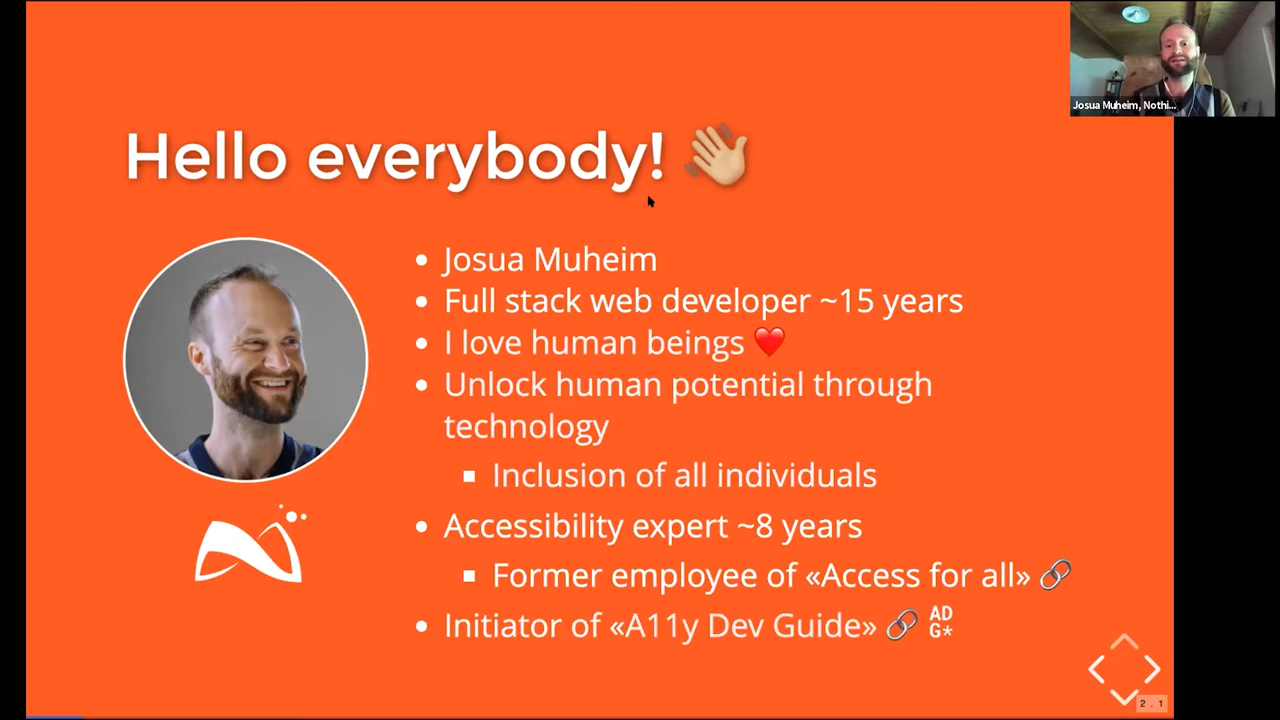 Josua Muheim, Nothi...
Hello everybody! 👋🏼
• Josua Muheim
• Full stack web developer ~15 years
• I love human beings ❤️
• Unlock human potential through
technology
▪ Inclusion of all individuals
• Accessibility expert ~8 years
▪ Former employee of «Access for all» 🔗
• Initiator of «A11y Dev Guide» 🔗 AD
G*
2.1